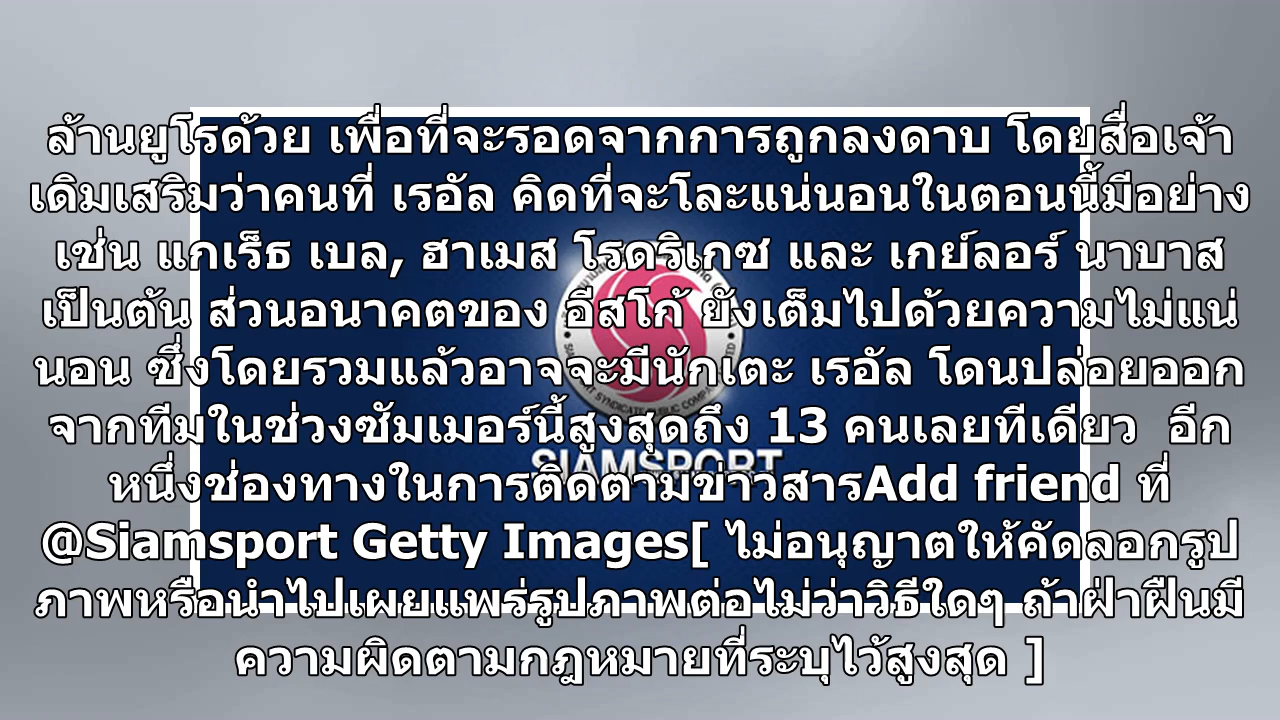 ล้านยูโรด้วย เพื่อที่จะรอดจากการถูกลงดาบ โดยสื่อเจ้า
เดิมเสริมว่าคนที่ เรอัล คิดที่จะโละแน่นอนในตอนนี้มีอย่าง
เช่น แกเร็ธ เบล, ฮาเมส โรดริเกซ และ เกย์ลอร์ นาบาส
เป็นต้น ส่วนอนาคตของ อีสโก้ ยังเต็มไปด้วยความไม่แน่
นอน ซึ่งโดยรวมแล้วอาจจะมีนักเตะ เรอัล โดนปล่อยออก
จากทีมในช่วงซัมเมอร์นี้สูงสุดถึง 13 คนเลยทีเดียว อีก
SIAMSPORT
หนึ่งช่องทางในการติดตามข่าวสารAdd friend ที่
@Siamsport Getty Images[ ไม่อนุญาตให้คัดลอกรูป
ภาพหรือนำไปเผยแพร่รูปภาพต่อไม่ว่าวิธีใดๆ ถ้าฝ่าฝืนมี
ความผิดตามกฎหมายที่ระบุไว้สูงสุด ]